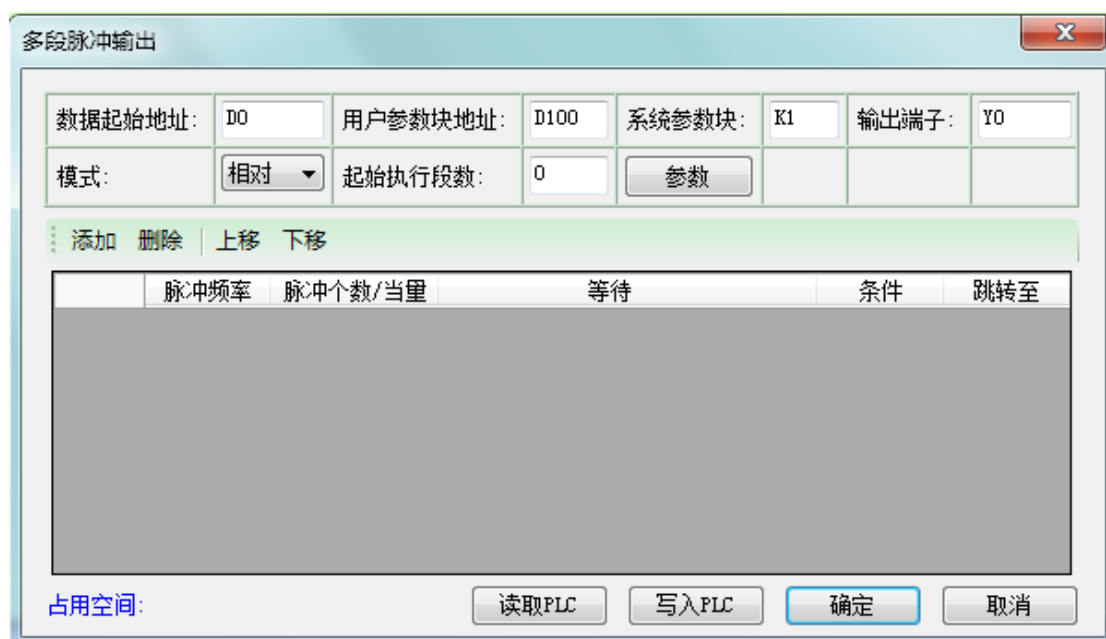 多段脉冲输出
数据起始地址: D0 用户参数块地址: D100 系统参数块: K1 输出端子: Y0
模式: 相对 起始执行段数: 0 参数
添加 删除 上移 下移
脉冲频率 脉冲个数/当量 等待 条件 跳转至
占用空间: 读取PLC 写入PLC 确定 取消